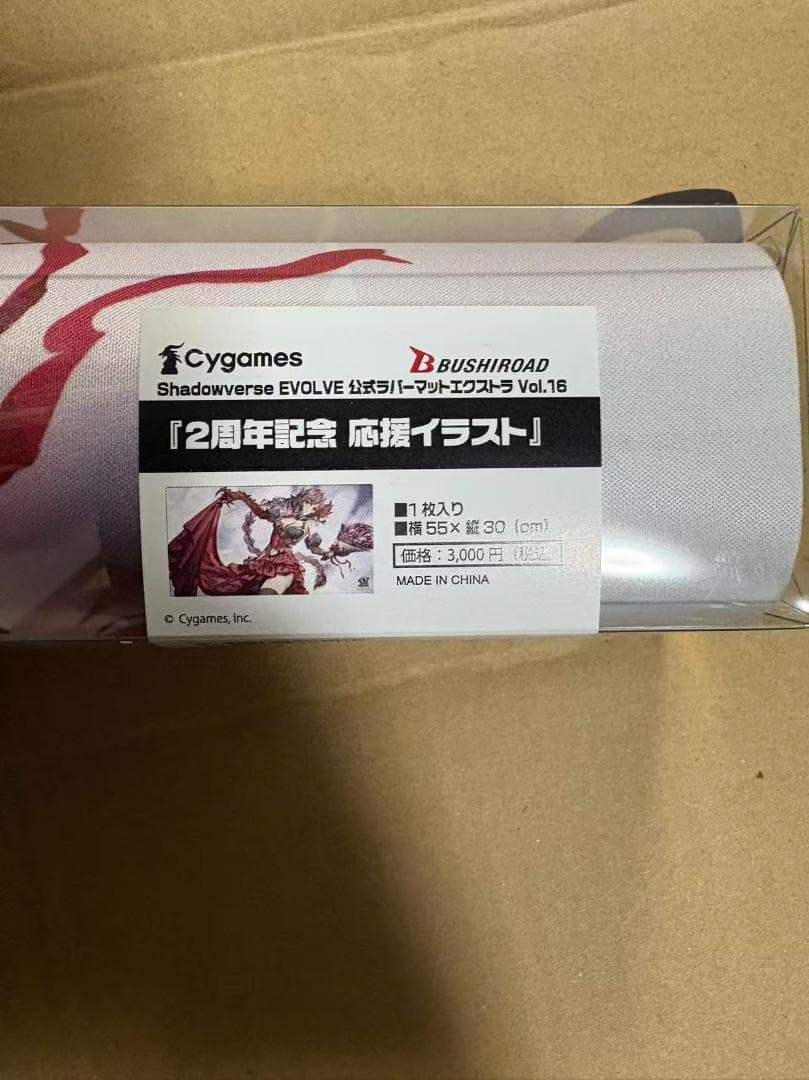 Cygames
BUSHIROAD
Shadowverse EVOLVE 公式ラバーマットエクストラ Vol.16
『2周年記念 応援イラスト』
■1枚入り
■横55×縦30（cm）
価格：3,000円（税込）
MADE IN CHINA
© Cygames, Inc.